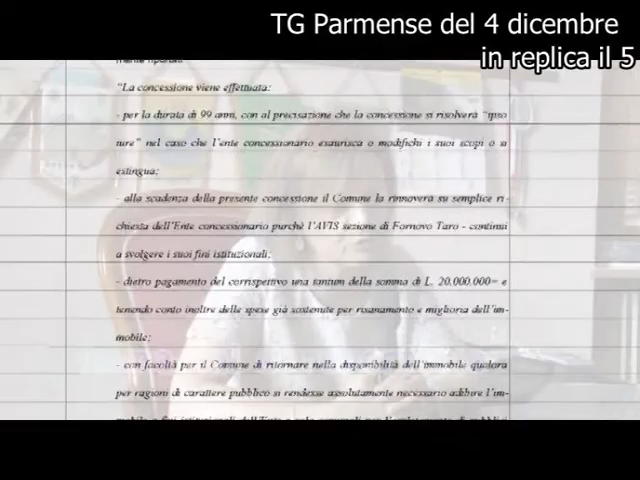 TG Parmense del 4 dicembre
in replica il 5
"La concessione viene effettuata:
- per la durata di 99 anni, con al precisazione che la concessione si risolverà "ipso
iure" nel caso che l'ente concessionario esaurisca o modifichi i suoi scopi o si
estingua;
- alla scadenza della presente concessione il Comune la rinnoverà su semplice ri-
chiesta dell'Ente concessionario purchè l'AVIS sezione di Fornovo Taro - continui
a svolgere i suoi fini istituzionali;
- dietro pagamento del corrispettivo una tantum della somma di L. 20.000.000= e
tenendo conto inoltre delle spese già sostenute per risanamento e miglioria dell'im-
mobile;
- con facoltà per il Comune di ritornare nella disponibilità dell'immobile qualora
per ragioni di carattere pubblico si rendesse assolutamente necessario adibire l'im-